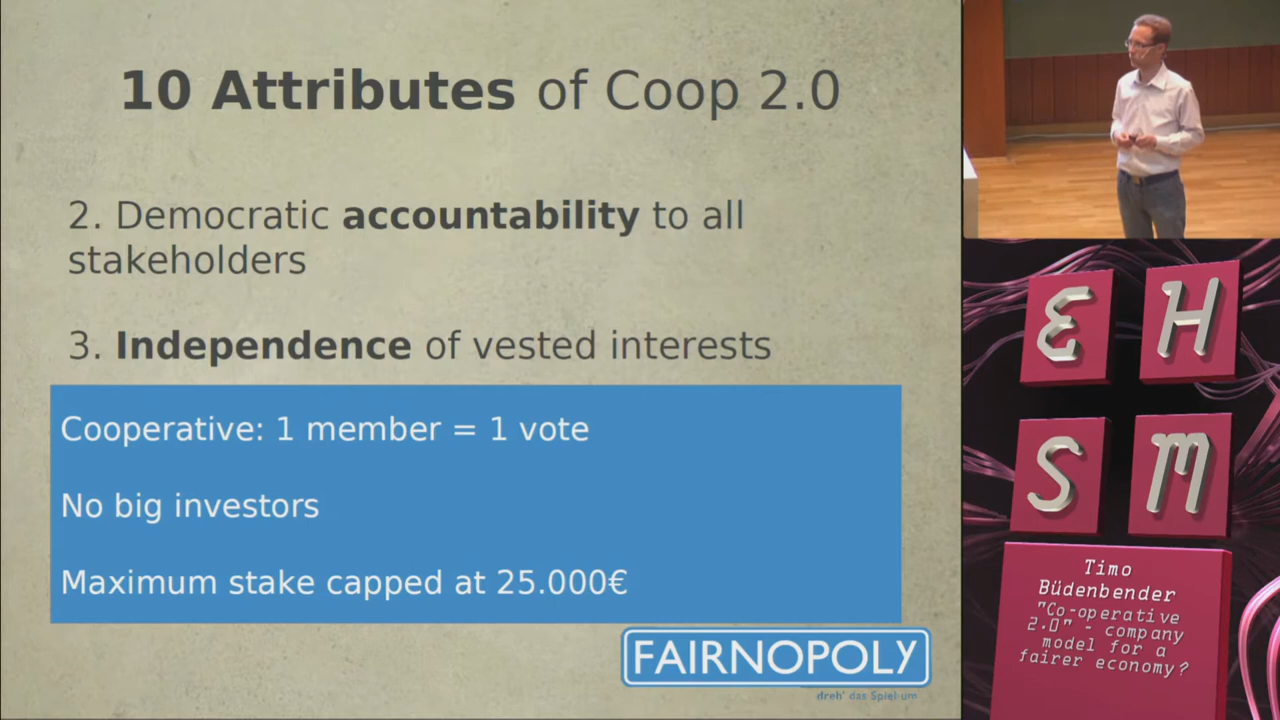 10 Attributes of Coop 2.0
2. Democratic accountability to all
stakeholders
3. Independence of vested interests
Cooperative: 1 member = 1 vote
No big investors
Maximum stake capped at 25.000€
FAIRNOPOLY
dreh' das Spiel um
E H
S M
Timo
Büdenbender
"Co-operative
2.0" - company
model for a
fairer economy?